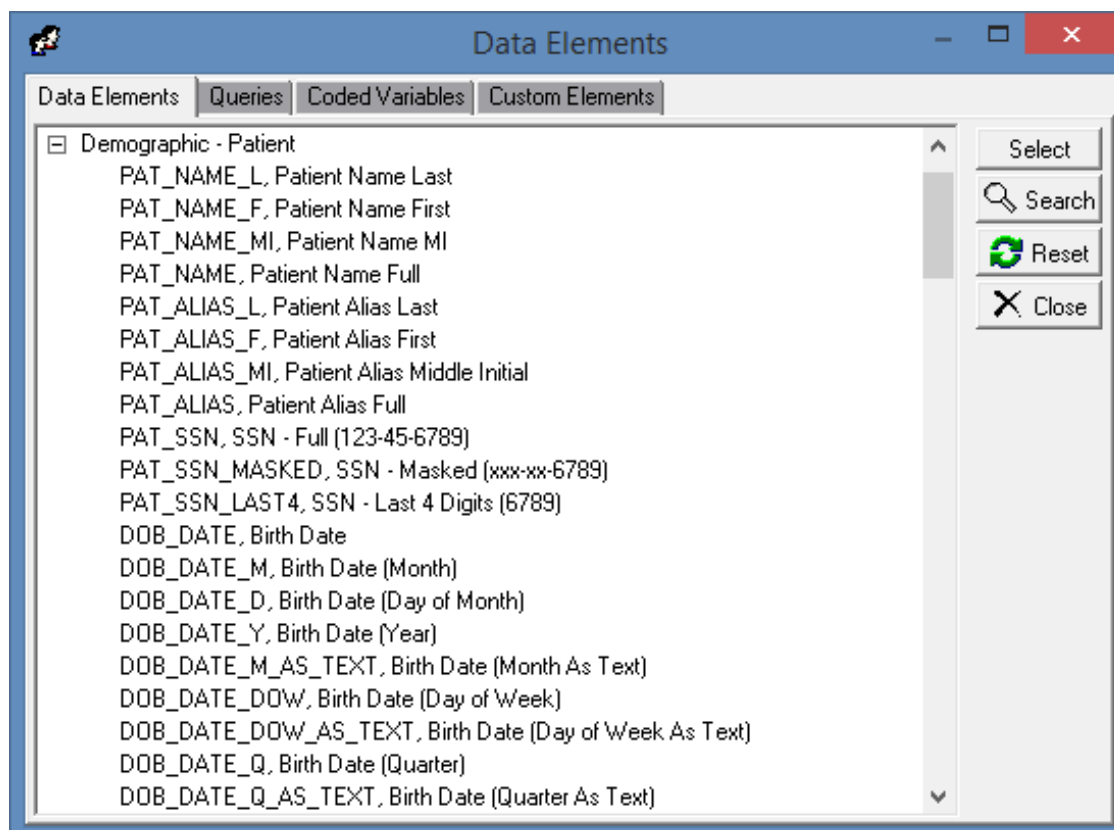 Data Elements
Data Elements Queries Coded Variables Custom Elements
Demographic - Patient
PAT_NAME_L, Patient Name Last
PAT_NAME_F, Patient Name First
PAT_NAME_MI, Patient Name MI
PAT_NAME, Patient Name Full
PAT_ALIAS_L, Patient Alias Last
PAT_ALIAS_F, Patient Alias First
PAT_ALIAS_MI, Patient Alias Middle Initial
PAT_ALIAS, Patient Alias Full
PAT_SSN, SSN - Full (123-45-6789)
PAT_SSN_MASKED, SSN - Masked (xxx-xx-6789)
PAT_SSN_LAST4, SSN - Last 4 Digits (6789)
DOB_DATE, Birth Date
DOB_DATE_M, Birth Date (Month)
DOB_DATE_D, Birth Date (Day of Month)
DOB_DATE_Y, Birth Date (Year)
DOB_DATE_M_AS_TEXT, Birth Date (Month As Text)
DOB_DATE_DOW, Birth Date (Day of Week)
DOB_DATE_DOW_AS_TEXT, Birth Date (Day of Week As Text)
DOB_DATE_Q, Birth Date (Quarter)
DOB_DATE_Q_AS_TEXT, Birth Date (Quarter As Text)
Select
Search
Reset
Close